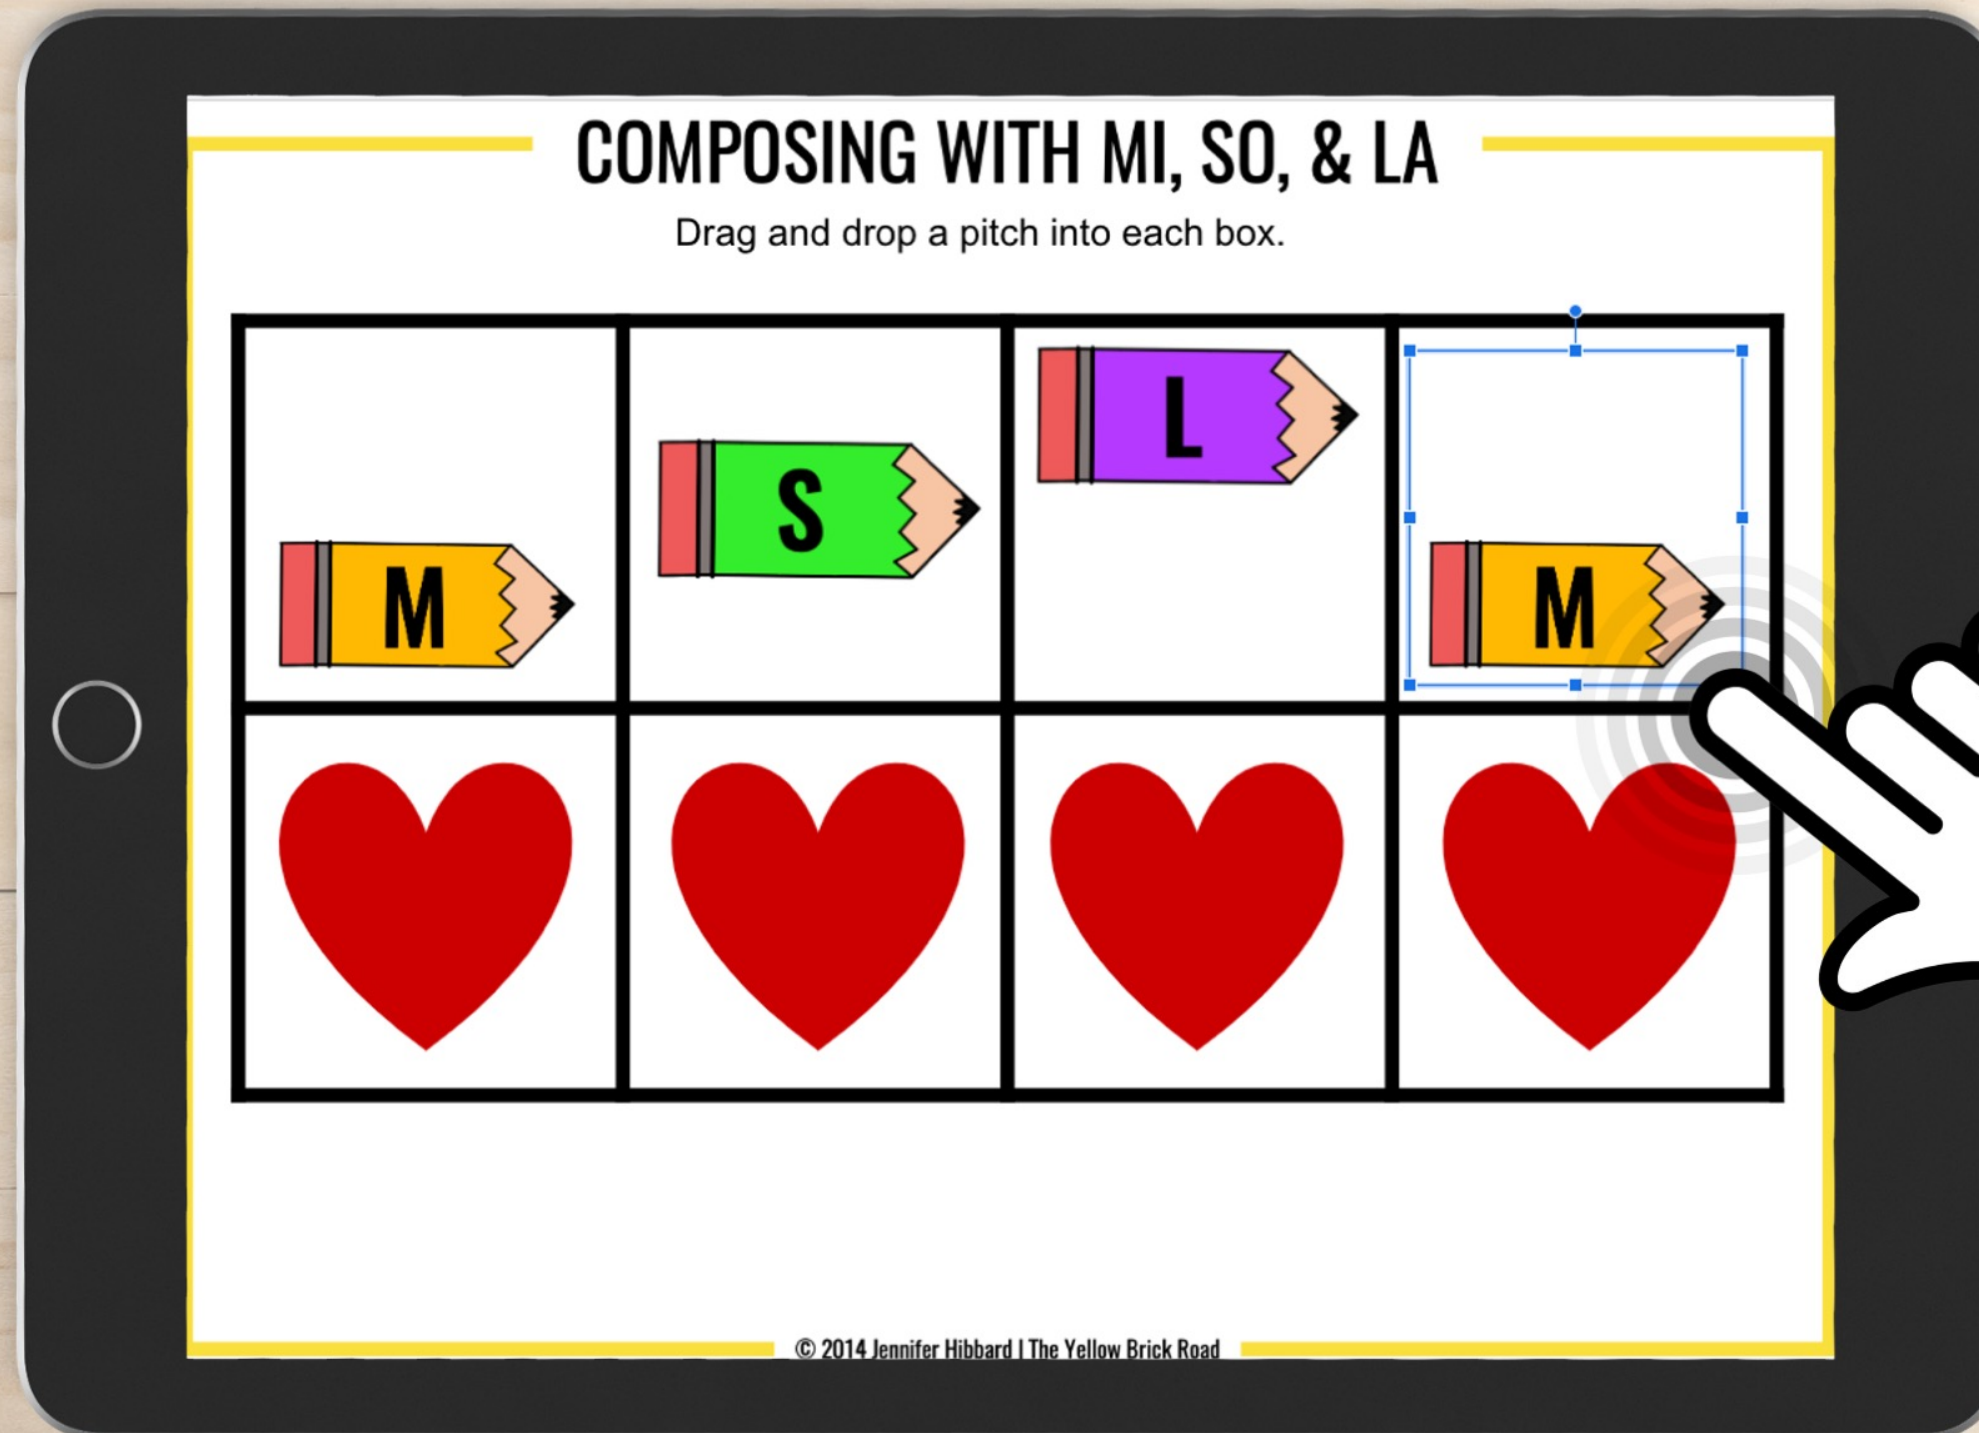 COMPOSING WITH MI, SO, & LA
Drag and drop a pitch into each box.
L
S
M
M
© 2014 Jennifer Hibbard | The Yellow Brick Road